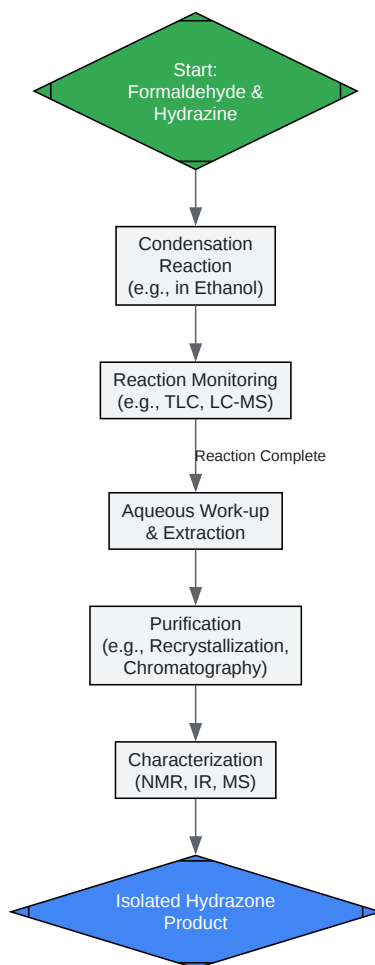 Start:
Formaldehyde &
Hydrazine
Condensation
Reaction
(e.g., in Ethanol)
Reaction Monitoring
(e.g., TLC, LC-MS)
Reaction Complete
Aqueous Work-up
& Extraction
Purification
(e.g., Recrystallization,
Chromatography)
Characterization
(NMR, IR, MS)
Isolated Hydrazone
Product